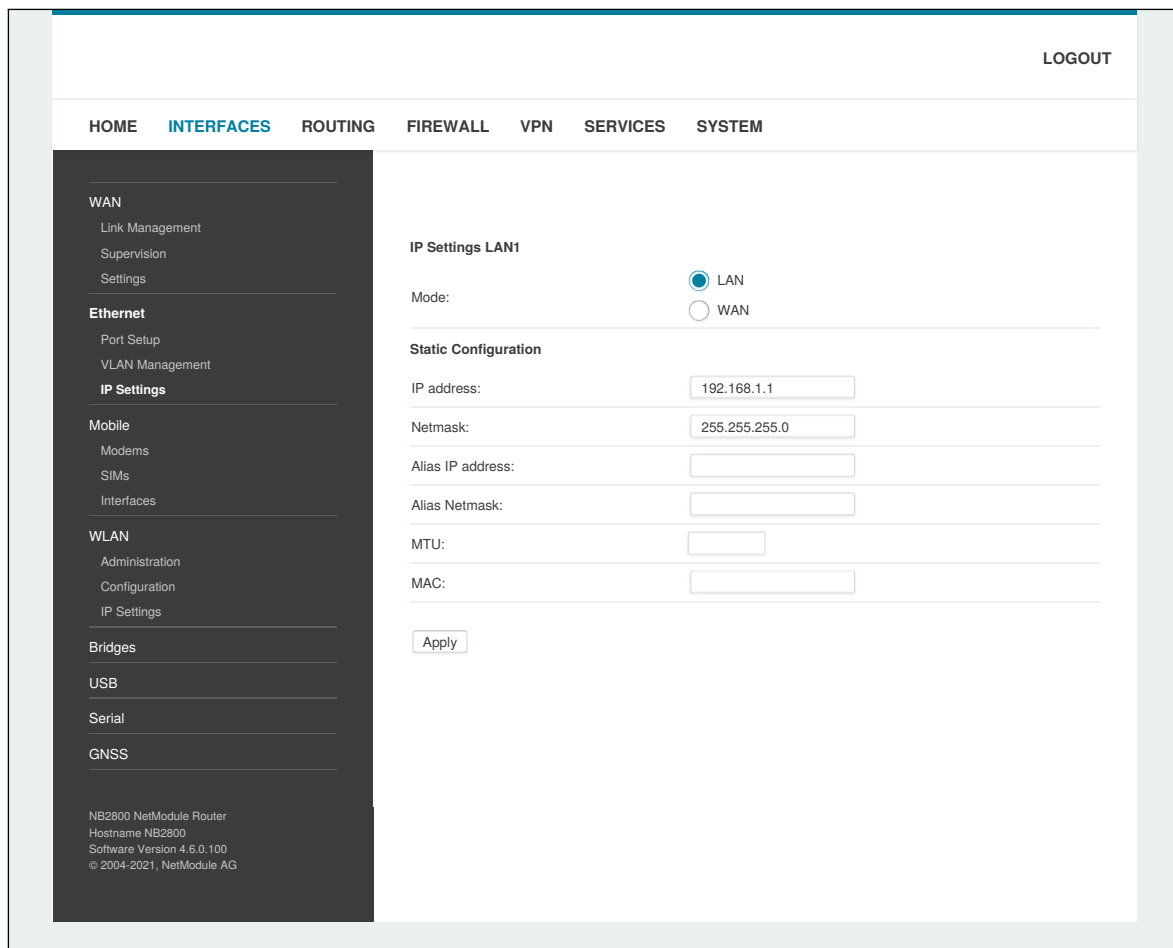 LOGOUT
HOME INTERFACES ROUTING FIREWALL VPN SERVICES SYSTEM
WAN
Link Management
Supervision
Settings
Ethernet
Port Setup
VLAN Management
IP Settings
Mobile
Modems
SIMs
Interfaces
WLAN
Administration
Configuration
IP Settings
Bridges
USB
Serial
GNSS
NB2800 NetModule Router
Hostname NB2800
Software Version 4.6.0.100
© 2004-2021, NetModule AG
IP Settings LAN1
Mode:
LAN
WAN
Static Configuration
IP address: 192.168.1.1
Netmask: 255.255.255.0
Alias IP address:
Alias Netmask:
MTU:
MAC:
Apply